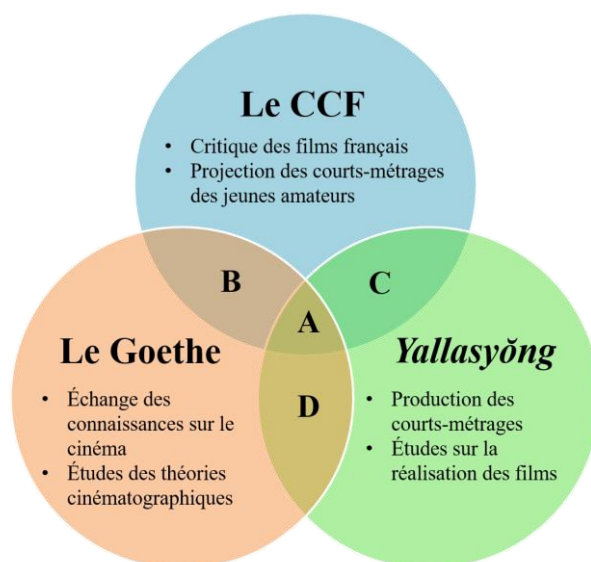 Le CCF
• Critique des films français
• Projection des courts-métrages
des jeunes amateurs
B
C
A
Le Goethe
• Échange des
connaissances sur le
cinéma
• Études des théories
cinématographiques
D
Yallasyŏng
• Production des
courts-métrages
• Études sur la
réalisation des films